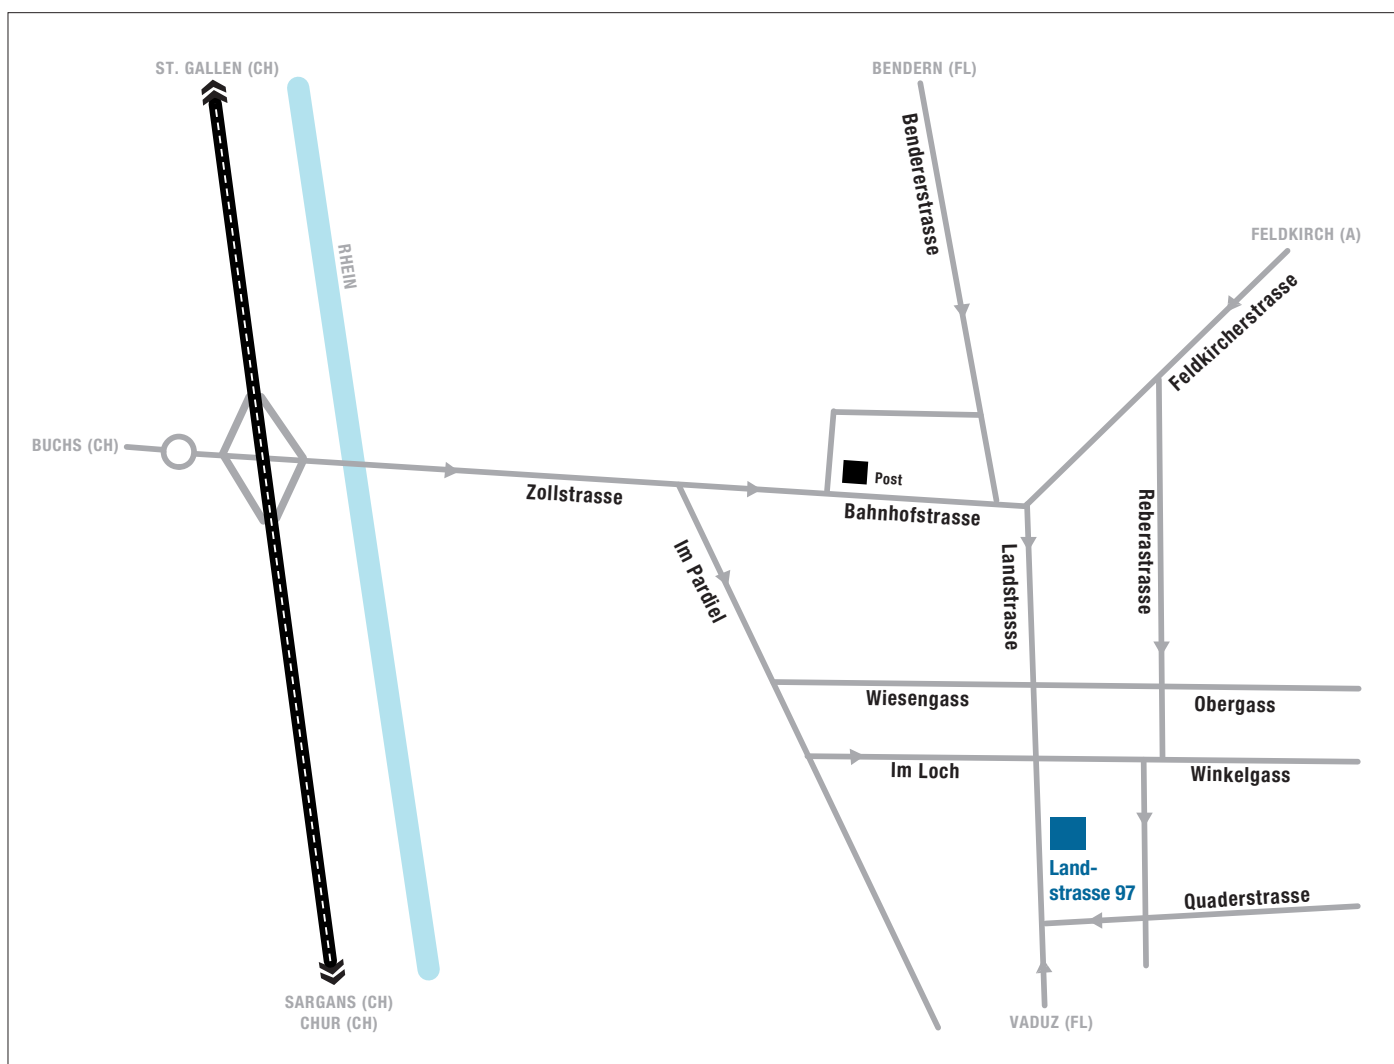 ST. GALLEN (CH)
BENDERN (FL)
Bendererstrasse
FELDKIRCH (A)
RHEIN
Feldkircherstrasse
BUCHS (CH)
Post
Zollstrasse
Bahnhofstrasse
Im Pardiel
Landstrasse
Reberastrasse
Wiesengass
Obergass
Im Loch
Winkelgass
Land-
strasse 97
Quaderstrasse
SARGANS (CH)
CHUR (CH)
VADUZ (FL)